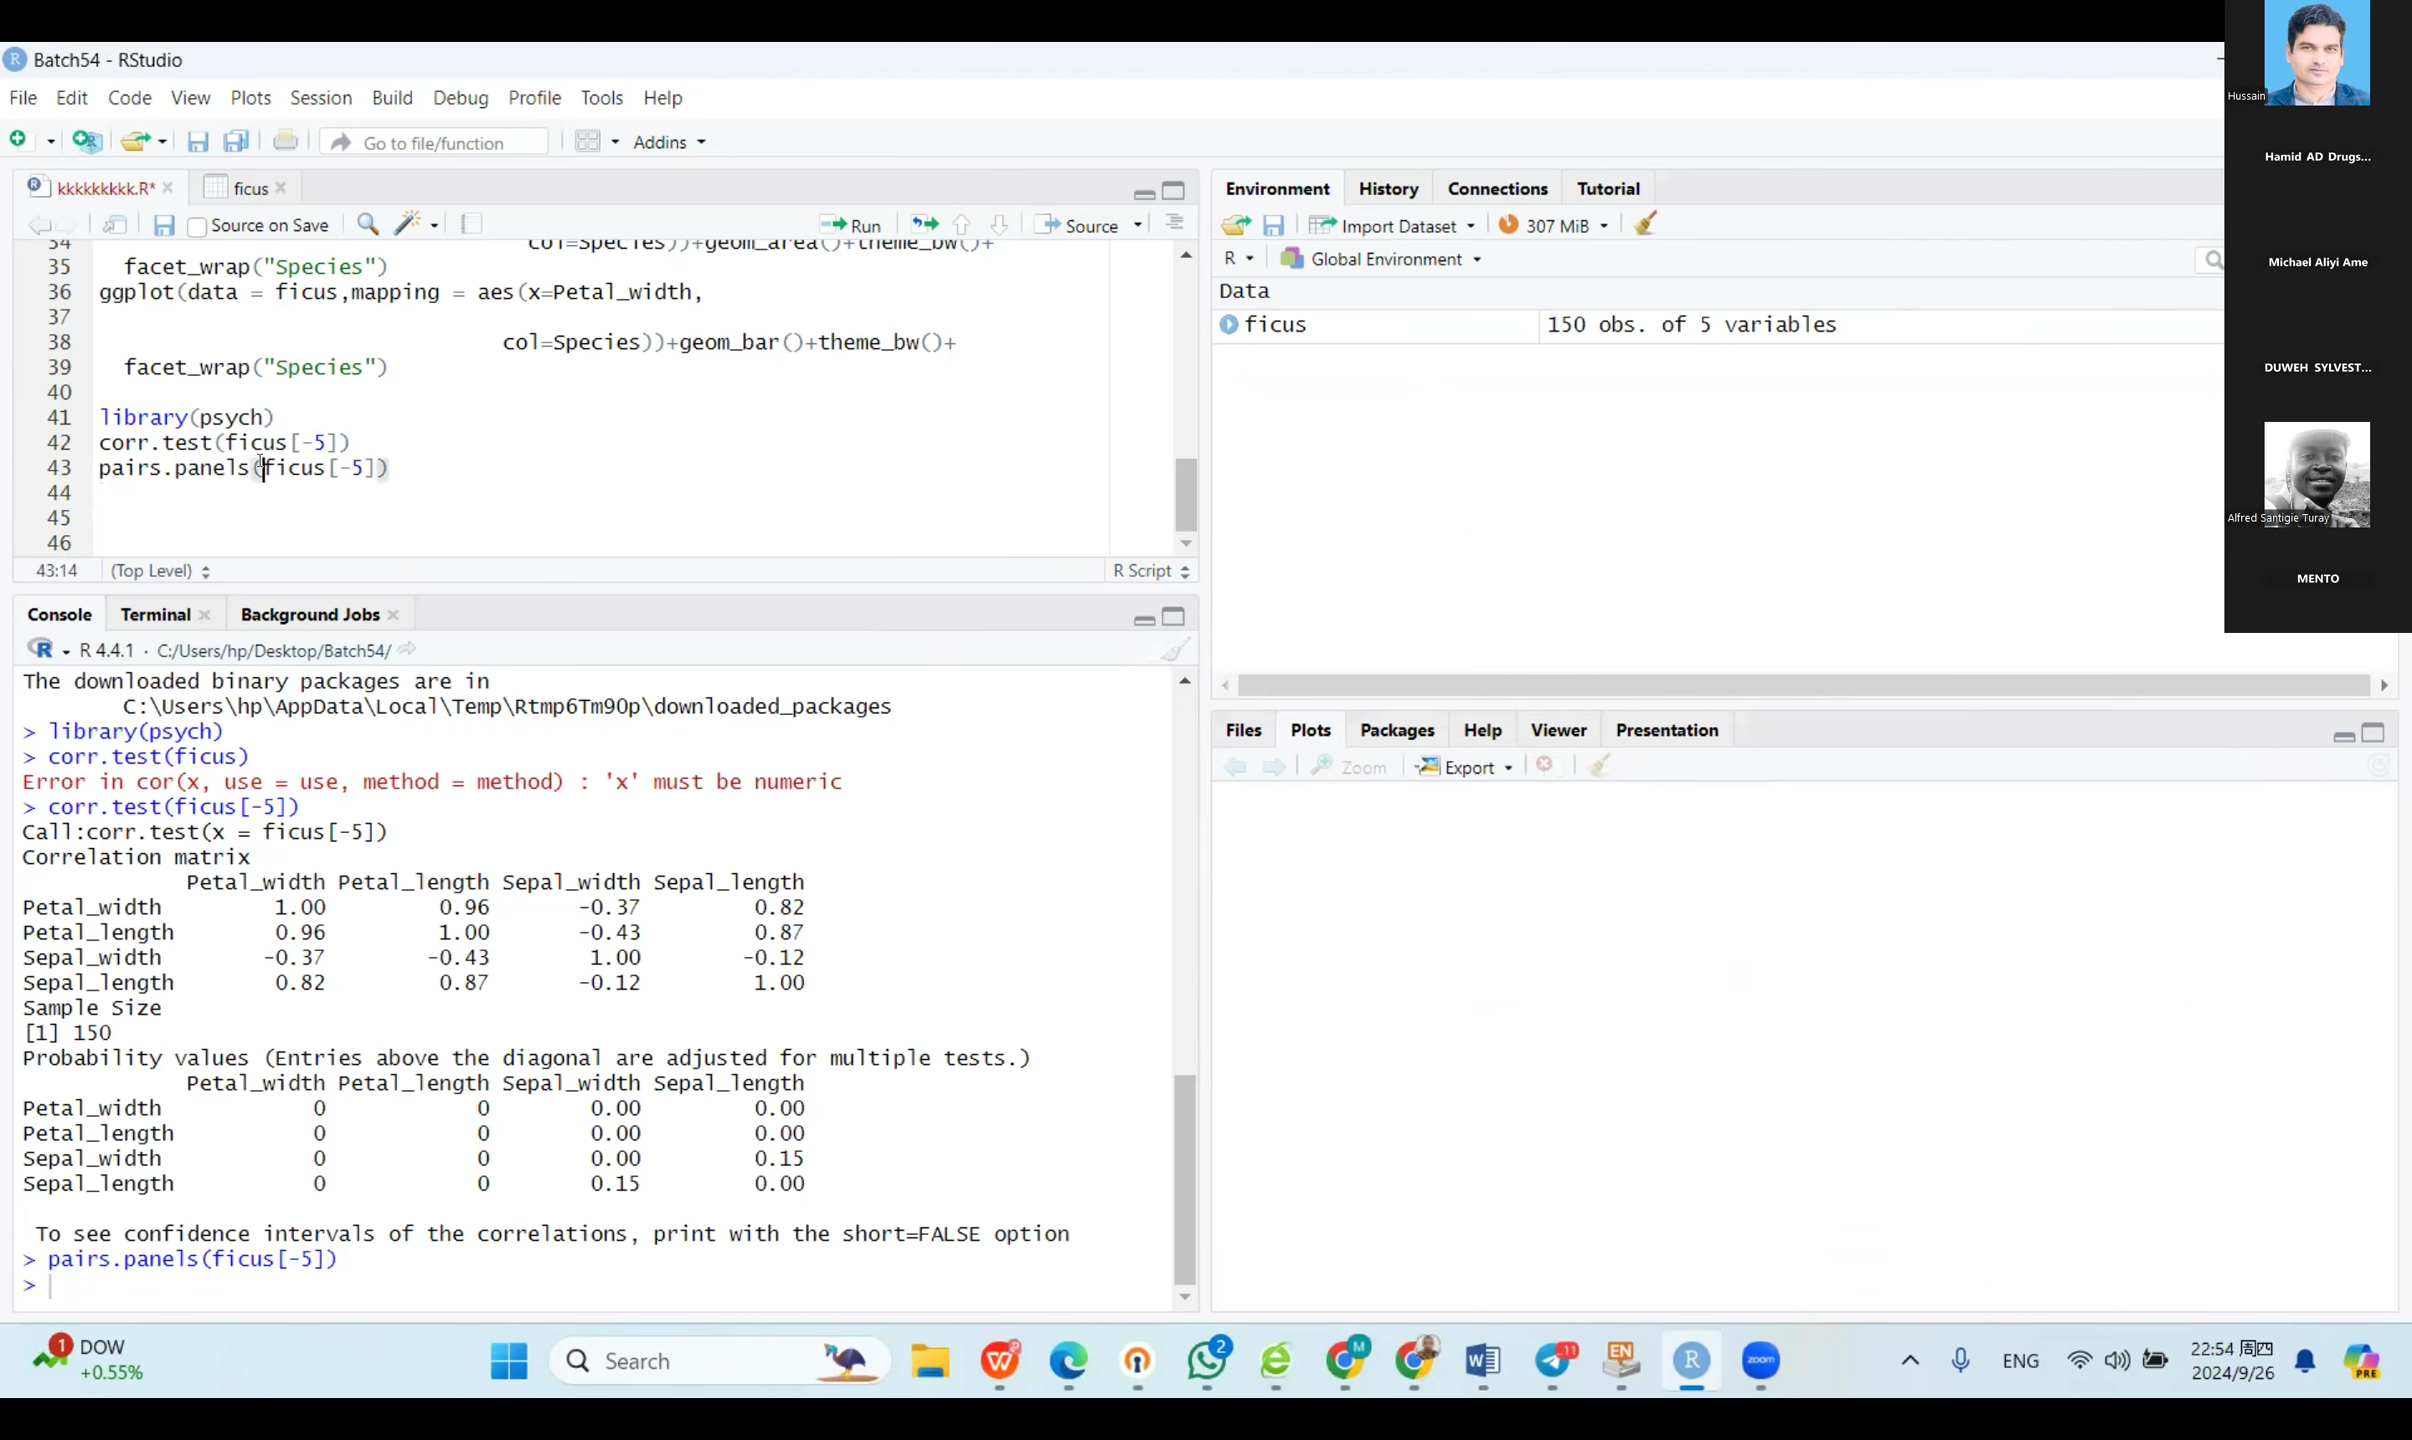 Batch54 - RStudio
File Edit Code View Plots Session Build Debug Profile Tools Help
Go to file/function Addins
kkkkkkkkk.R* ficus
Source on Save Run Source
34 col=Species))+geom_area()+theme_bw()+
35 facet_wrap("Species")
36 ggplot(data = ficus,mapping = aes(x=Petal_width,
37
38 col=Species))+geom_bar()+theme_bw()+
39 facet_wrap("Species")
40
41 library(psych)
42 corr.test(ficus[-5])
43 pairs.panels(ficus[-5])
44
45
46
43:14 (Top Level) R Script
Console Terminal Background Jobs
R 4.4.1 · C:/Users/hp/Desktop/Batch54/
The downloaded binary packages are in
C:\Users\hp\AppData\Local\Temp\Rtmp6Tm90p\downloaded_packages
> library(psych)
> corr.test(ficus)
Error in cor(x, use = use, method = method) : 'x' must be numeric
> corr.test(ficus[-5])
Call:corr.test(x = ficus[-5])
Correlation matrix
Petal_width Petal_length Sepal_width Sepal_length
Petal_width 1.00 0.96 -0.37 0.82
Petal_length 0.96 1.00 -0.43 0.87
Sepal_width -0.37 -0.43 1.00 -0.12
Sepal_length 0.82 0.87 -0.12 1.00
Sample Size
[1] 150
Probability values (Entries above the diagonal are adjusted for multiple tests.)
Petal_width Petal_length Sepal_width Sepal_length
Petal_width 0 0 0.00 0.00
Petal_length 0 0 0.00 0.00
Sepal_width 0 0 0.00 0.15
Sepal_length 0 0 0.15 0.00
To see confidence intervals of the correlations, print with the short=FALSE option
> pairs.panels(ficus[-5])
>
Environment History Connections Tutorial
Import Dataset 307 MiB
R Global Environment
Data
ficus 150 obs. of 5 variables
Files Plots Packages Help Viewer Presentation
Zoom Export
Hussain
Hamid AD Drugs...
Michael Aliyi Ame
DUWEH SYLVEST...
Alfred Santigie Turay
MENTO
1 DOW
+0.55%
Search
2
M
11
EN
R
zoom
ENG
22:54 周四
2024/9/26
PRE